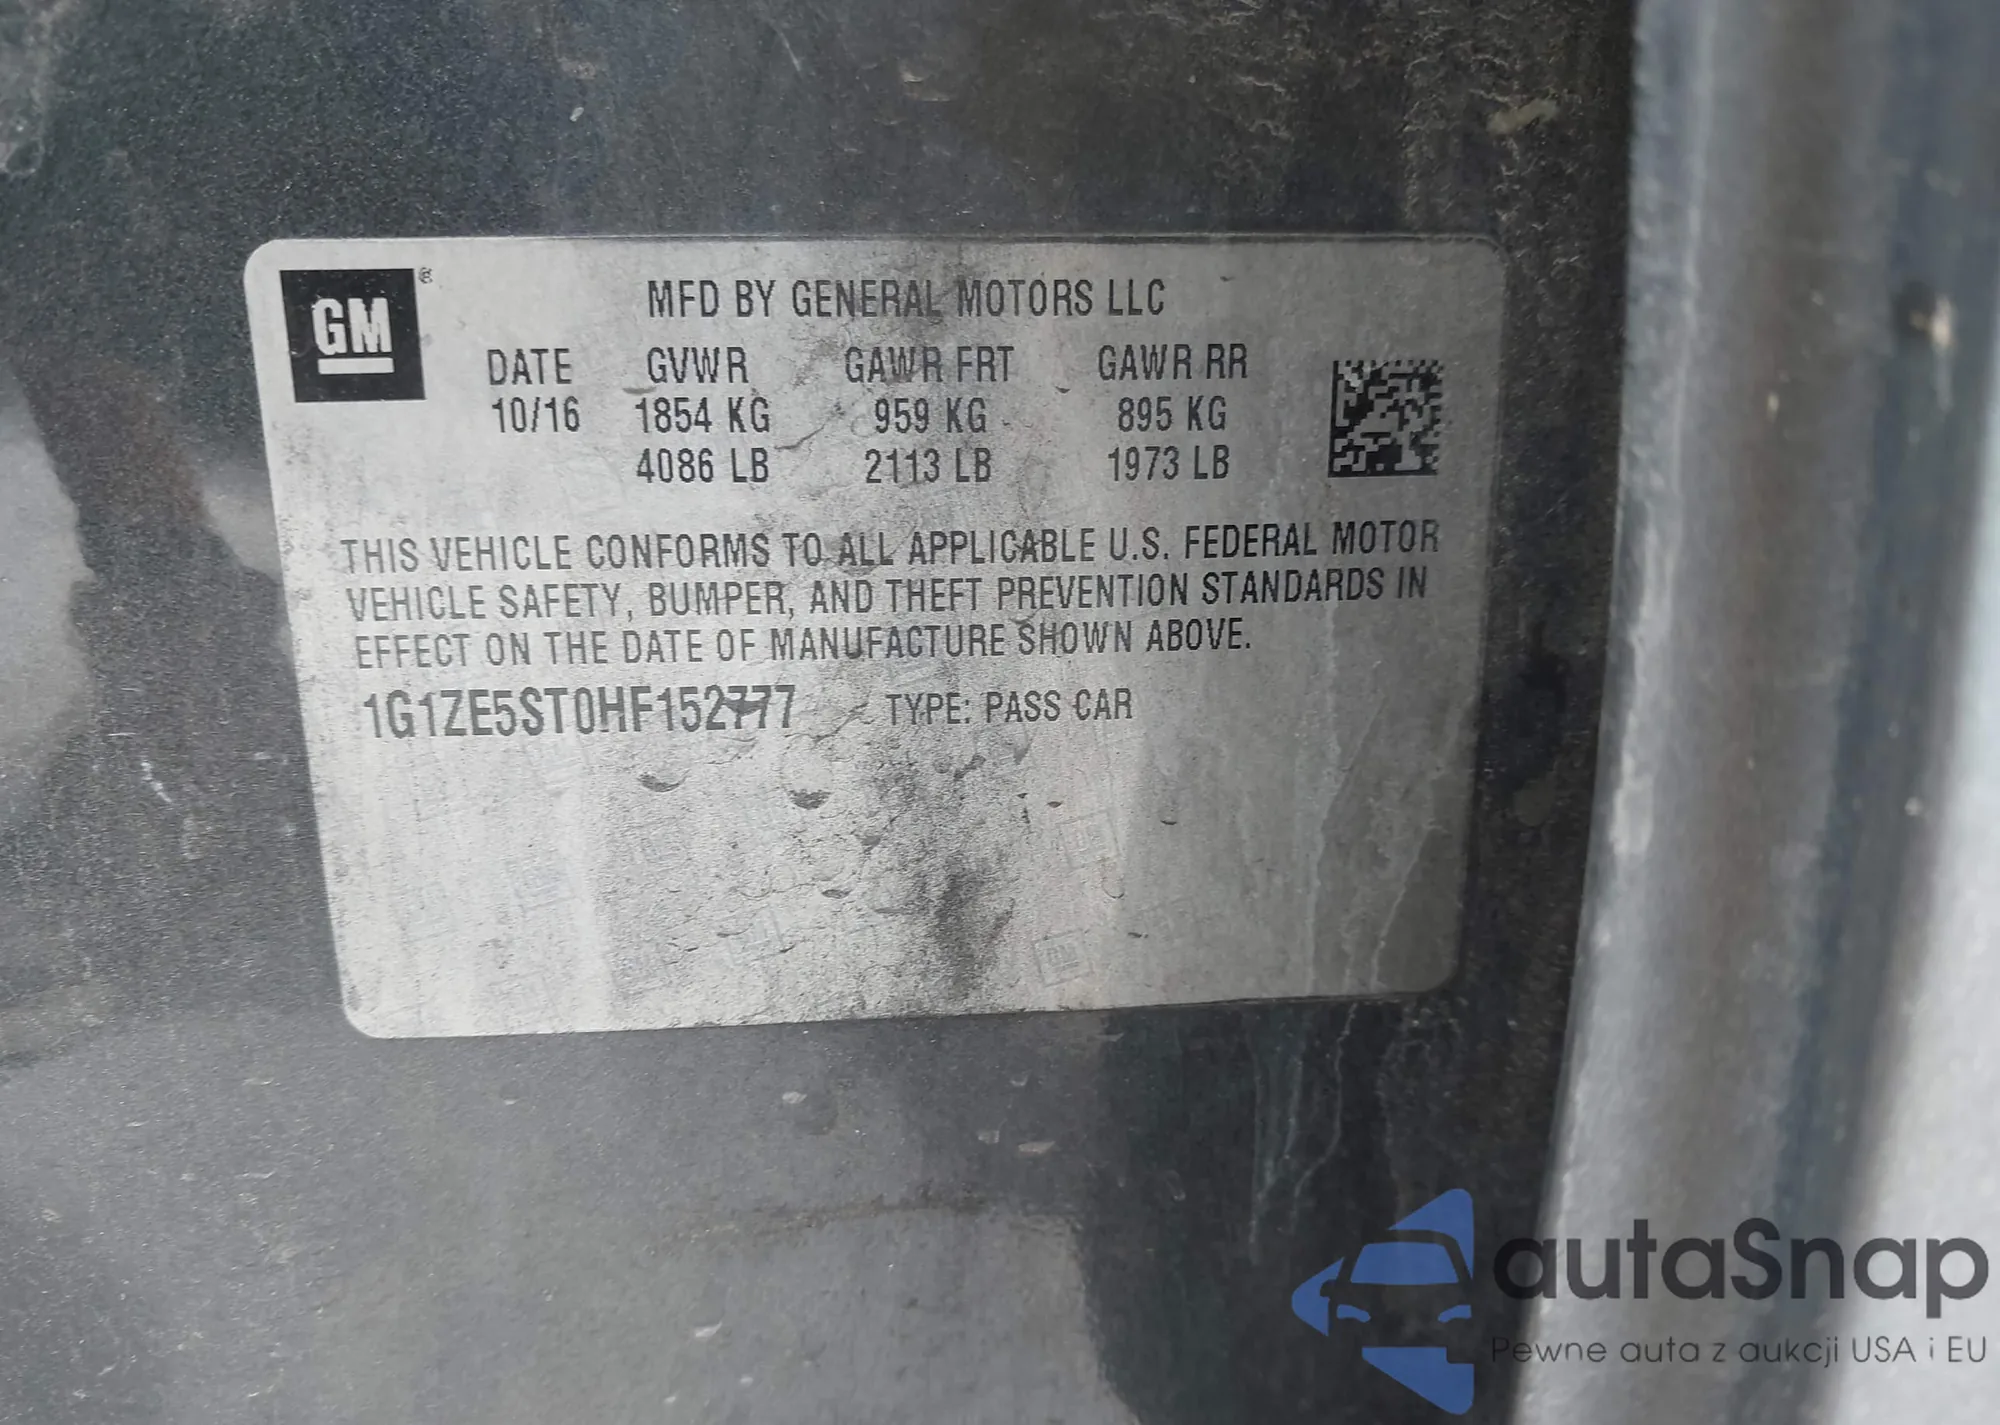 GM®
MFD BY GENERAL MOTORS LLC
DATE GVWR GAWR FRT GAWR RR
10/16 1854 KG 959 KG 895 KG
4086 LB 2113 LB 1973 LB
THIS VEHICLE CONFORMS TO ALL APPLICABLE U.S. FEDERAL MOTOR
VEHICLE SAFETY, BUMPER, AND THEFT PREVENTION STANDARDS IN
EFFECT ON THE DATE OF MANUFACTURE SHOWN ABOVE.
1G1ZE5ST0HF152777 TYPE: PASS CAR
autaSnap
Pewne auta z aukcji USA i EU